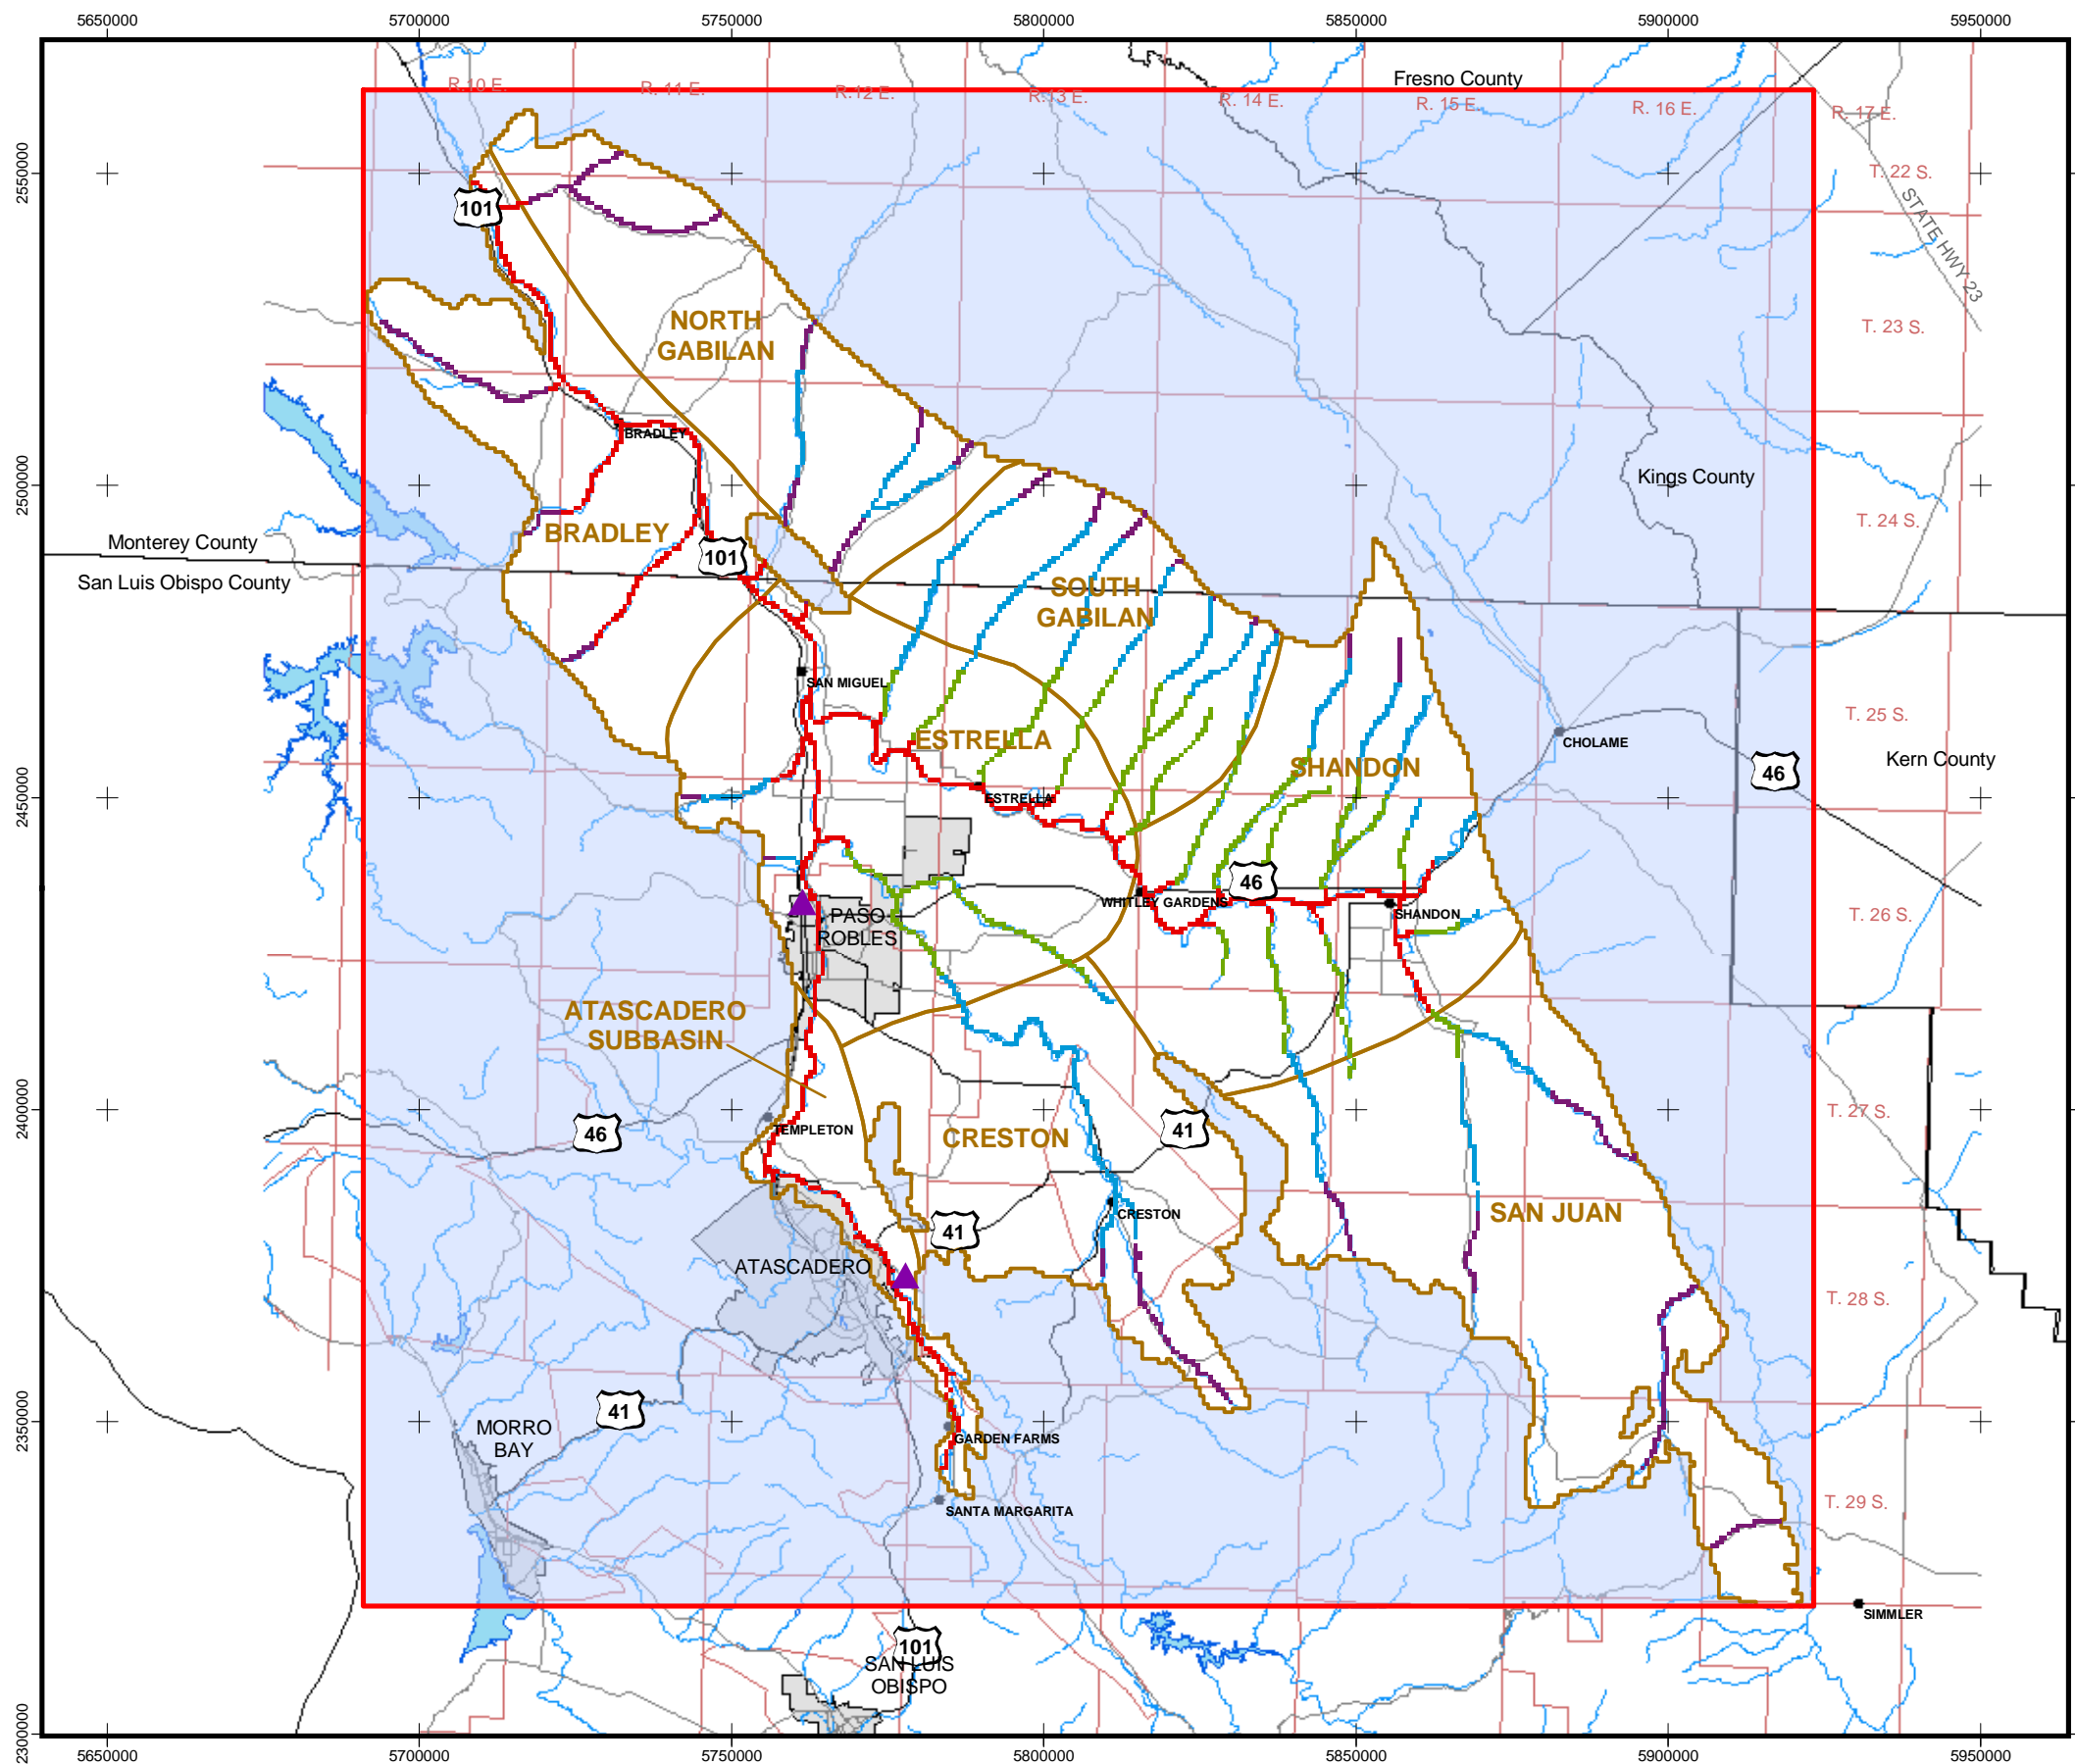 5650000 5700000 5750000 5800000 5850000 5900000 5950000
Fresno County
R. 10 E. R. 11 E. R. 12 E. R. 13 E. R. 14 E. R. 15 E. R. 16 E. R. 17 E.
2550000
T. 22 S.
STATE HWY 23
101
NORTH
GABILAN
T. 23 S.
BRADLEY
2500000
Kings County
T. 24 S.
BRADLEY
Monterey County
101
San Luis Obispo County
SOUTH
GABILAN
SAN MIGUEL
T. 25 S.
ESTRELLA
CHOLAME
SHANDON
46
Kern County
2450000
ESTRELLA
46
WHITLEY GARDENS
SHANDON
T. 26 S.
PASO
ROBLES
ATASCADERO
SUBBASIN
2400000
T. 27 S.
46
TEMPLETON
CRESTON
41
CRESTON
SAN JUAN
41
ATASCADERO
T. 28 S.
2350000
41
MORRO
BAY
GARDEN FARMS
SANTA MARGARITA
T. 29 S.
SIMMLER
101
SAN LUIS
OBISPO
2300000
5650000 5700000 5750000 5800000 5850000 5900000 5950000